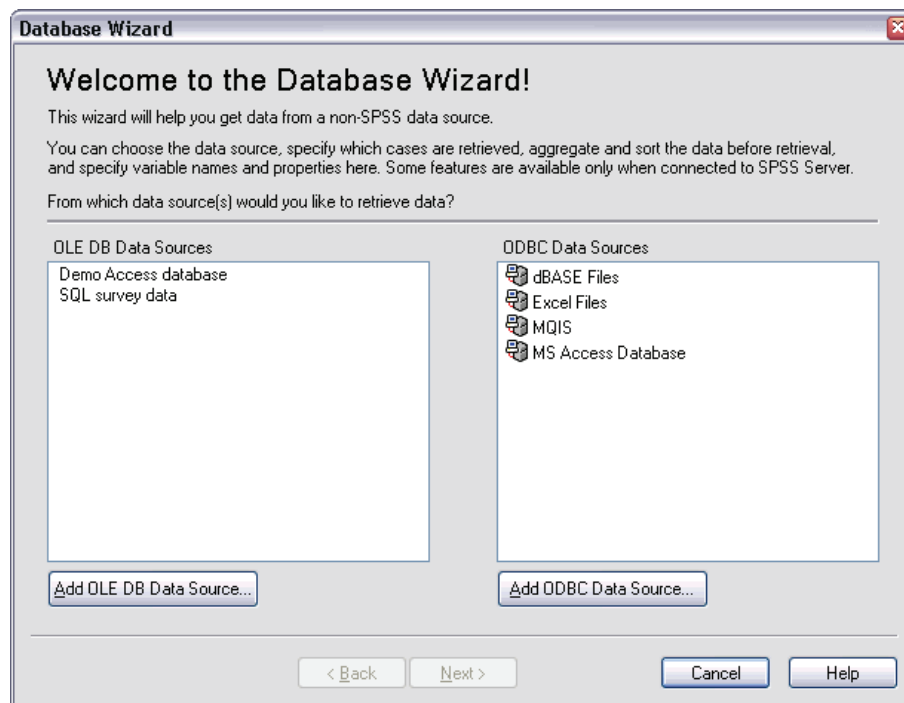 Database Wizard
Welcome to the Database Wizard!
This wizard will help you get data from a non-SPSS data source.
You can choose the data source, specify which cases are retrieved, aggregate and sort the data before retrieval,
and specify variable names and properties here. Some features are available only when connected to SPSS Server.
From which data source(s) would you like to retrieve data?
OLE DB Data Sources
Demo Access database
SQL survey data
Add OLE DB Data Source...
ODBC Data Sources
dBASE Files
Excel Files
MQIS
MS Access Database
Add ODBC Data Source...
< Back
Next >
Cancel
Help